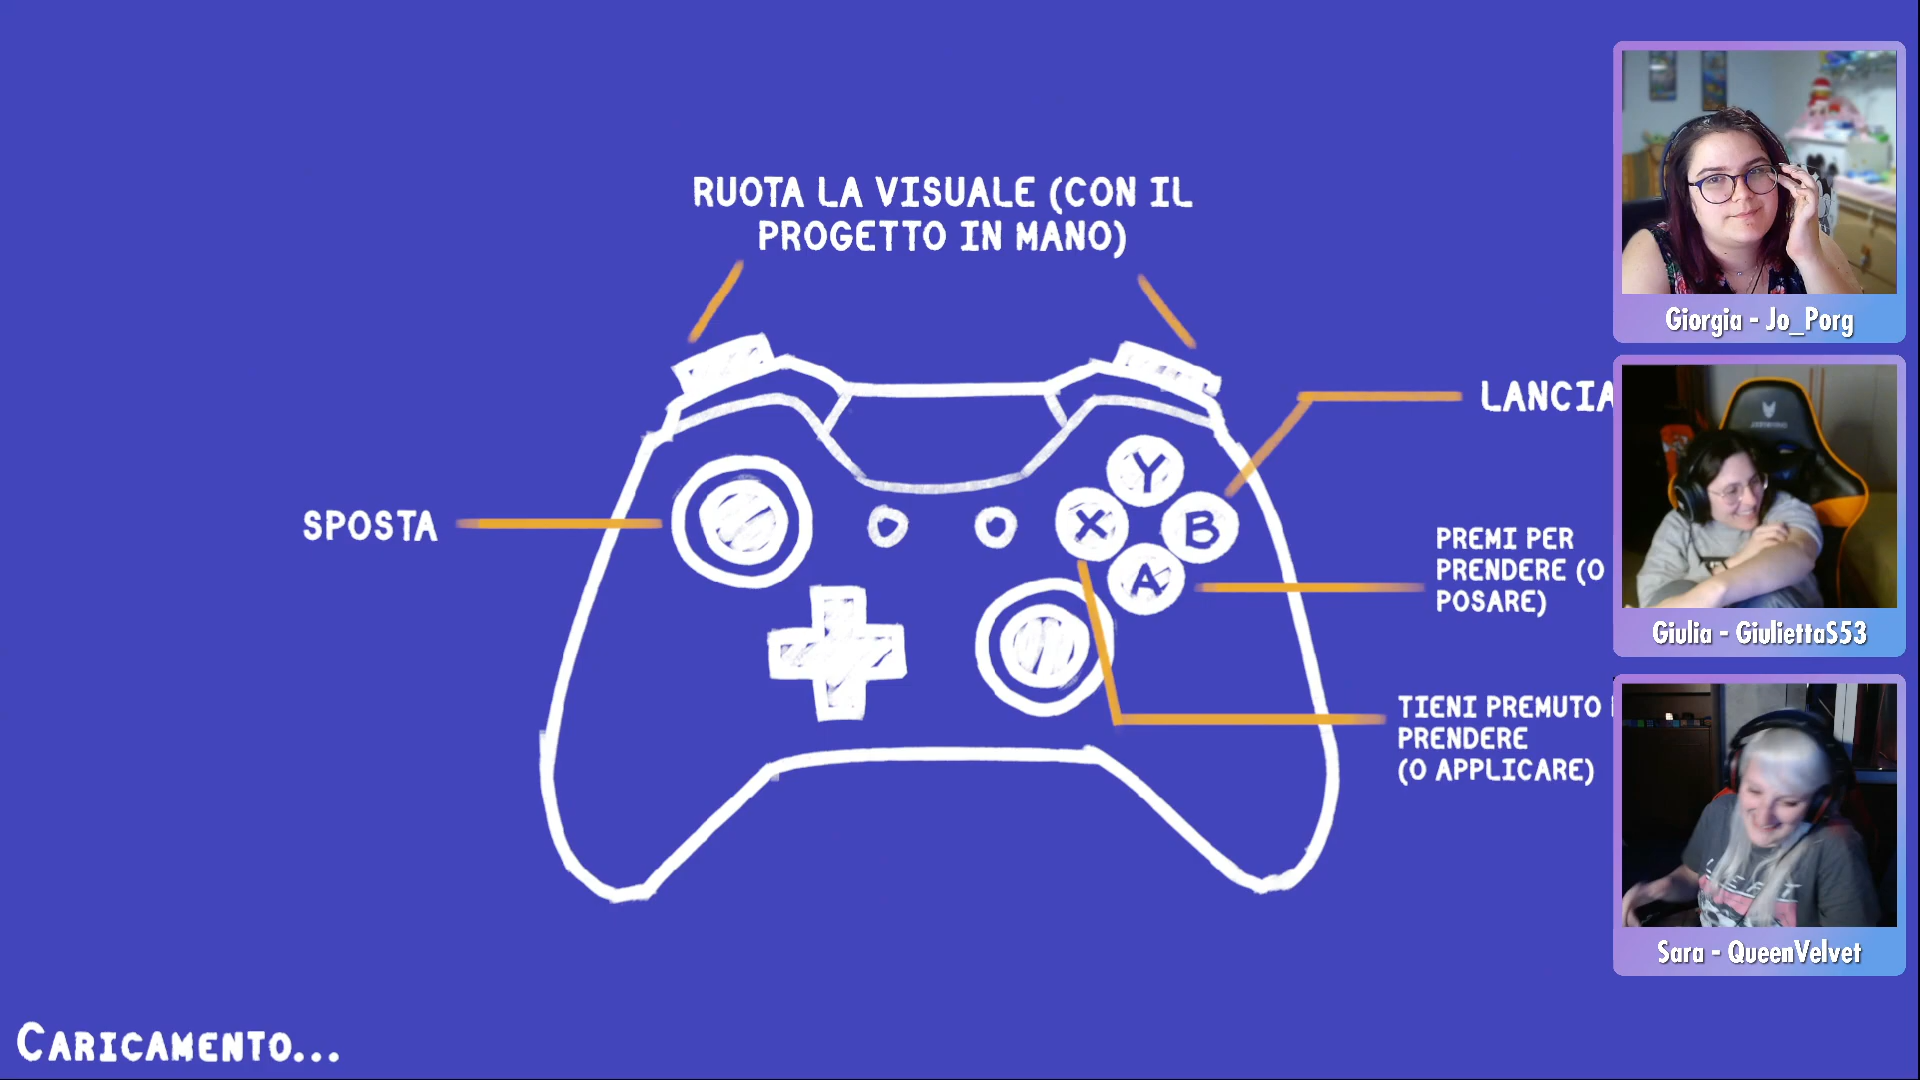 RUOTA LA VISUALE (CON IL
PROGETTO IN MANO)
LANCIA
SPOSTA
Y
X
B
A
PREMI PER
PRENDERE (O
POSARE)
TIENI PREMUTO
PRENDERE
(O APPLICARE)
CARICAMENTO...
Giorgia - Jo_Porg
Giulia - GiuliettaS53
Sara - QueenVelvet